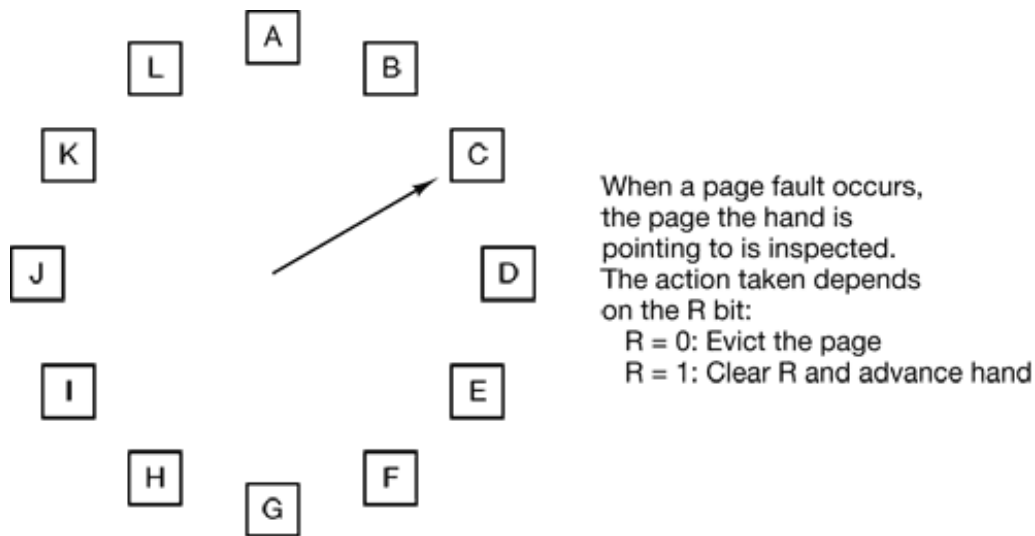 A
L
B
K
C
J
D
I
E
H
F
G
When a page fault occurs,
the page the hand is
pointing to is inspected.
The action taken depends
on the R bit:
R = 0: Evict the page
R = 1: Clear R and advance hand